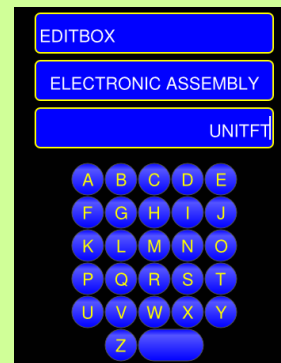 EDITBOX
ELECTRONIC ASSEMBLY
UNITFT
A B C D E
F G H I J
K L M N O
P Q R S T
U V W X Y
Z